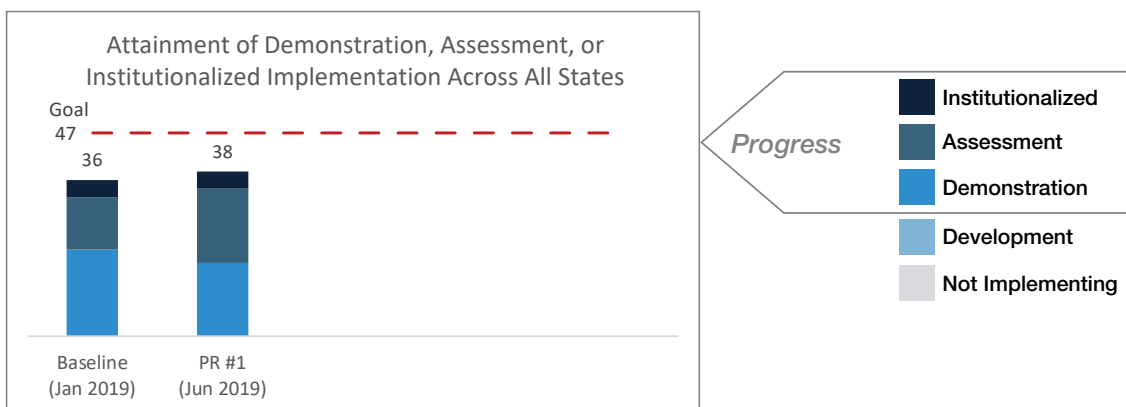 Attainment of Demonstration, Assessment, or
Institutionalized Implementation Across All States
Goal
47
36
38
Baseline
(Jan 2019)
PR #1
(Jun 2019)
Progress
Institutionalized
Assessment
Demonstration
Development
Not Implementing